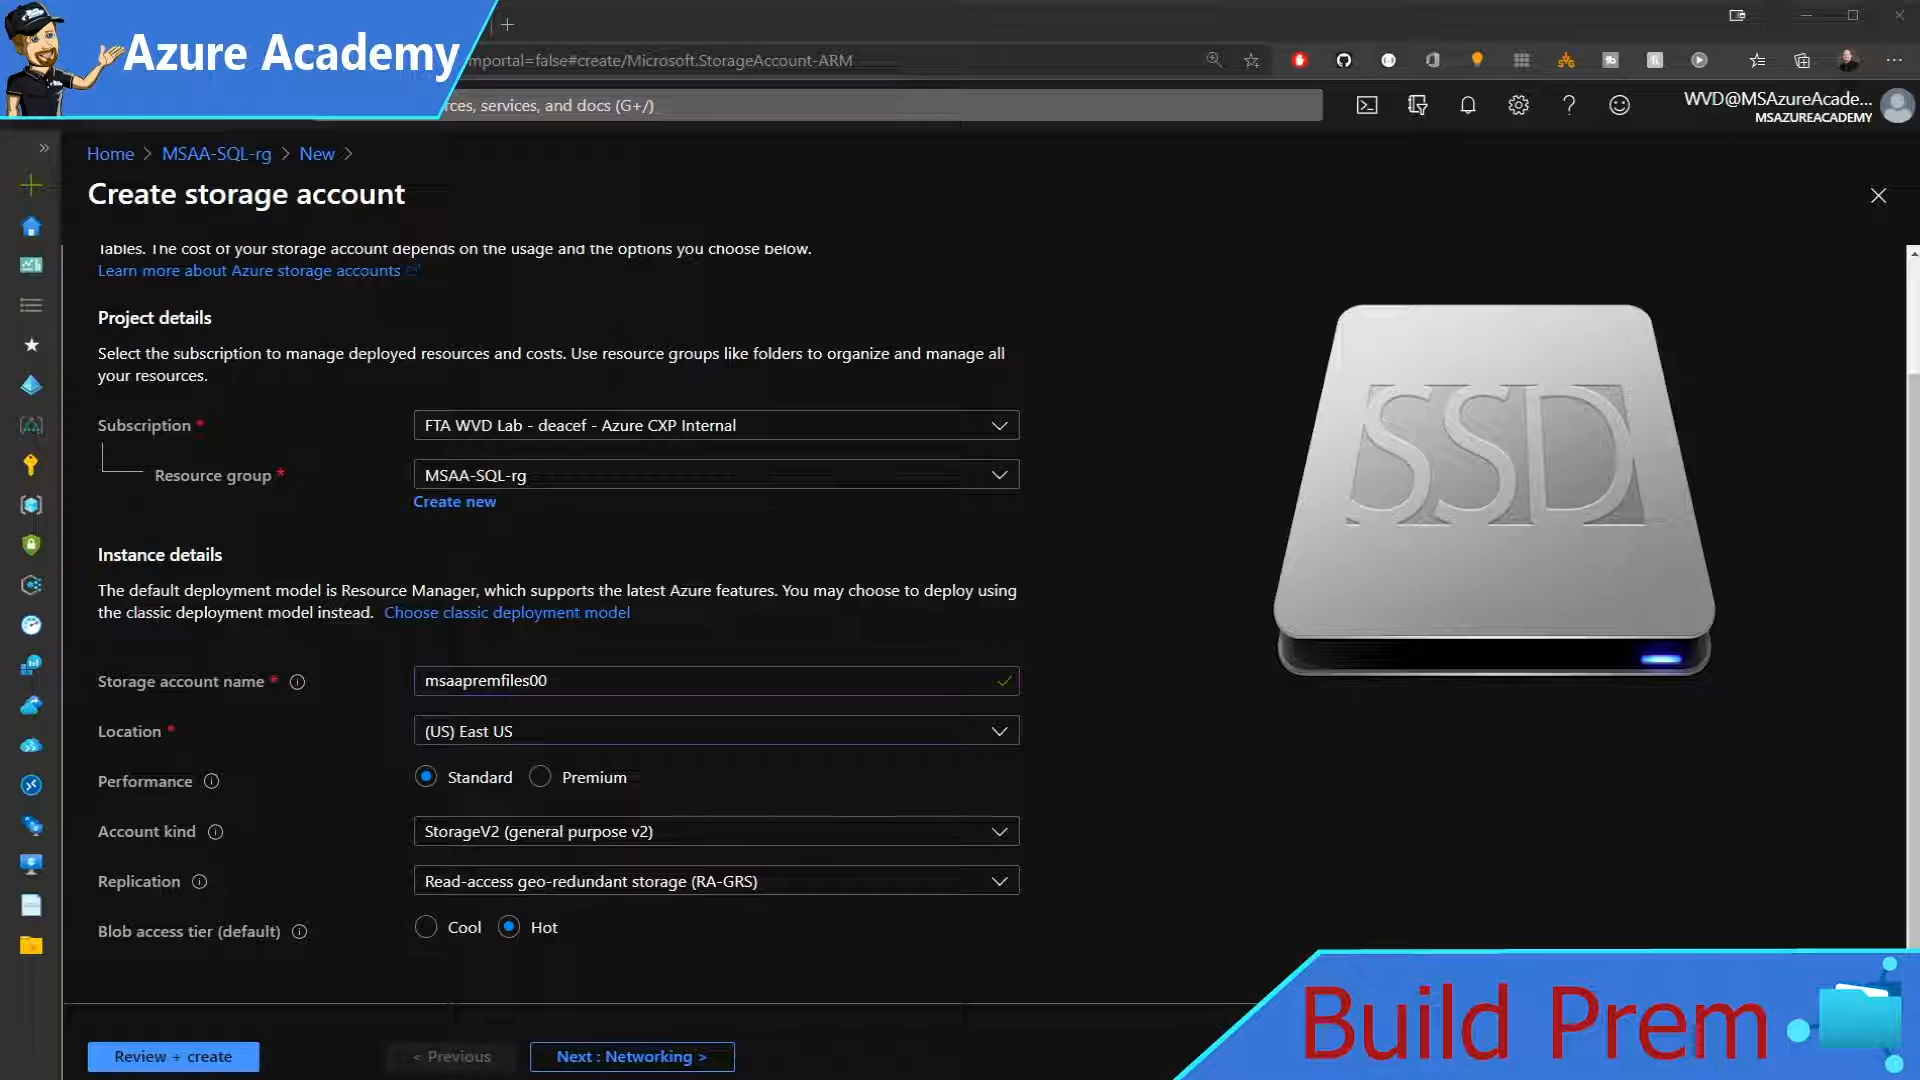 Azure Academy
mportal=false#create/Microsoft.StorageAccount-ARM
rces, services, and docs (G+/)
WVD@MSAzureAcade...
MSAZUREACADEMY
Home > MSAA-SQL-rg > New >
Create storage account
Tables. The cost of your storage account depends on the usage and the options you choose below.
Learn more about Azure storage accounts
Project details
Select the subscription to manage deployed resources and costs. Use resource groups like folders to organize and manage all
your resources.
Subscription *
FTA WVD Lab - deacef - Azure CXP Internal
Resource group *
MSAA-SQL-rg
Create new
Instance details
The default deployment model is Resource Manager, which supports the latest Azure features. You may choose to deploy using
the classic deployment model instead. Choose classic deployment model
Storage account name *
msaapremfiles00
Location *
(US) East US
Performance
Standard Premium
Account kind
StorageV2 (general purpose v2)
Replication
Read-access geo-redundant storage (RA-GRS)
Blob access tier (default)
Cool Hot
Review + create
< Previous
Next : Networking >
SSD
Build Prem